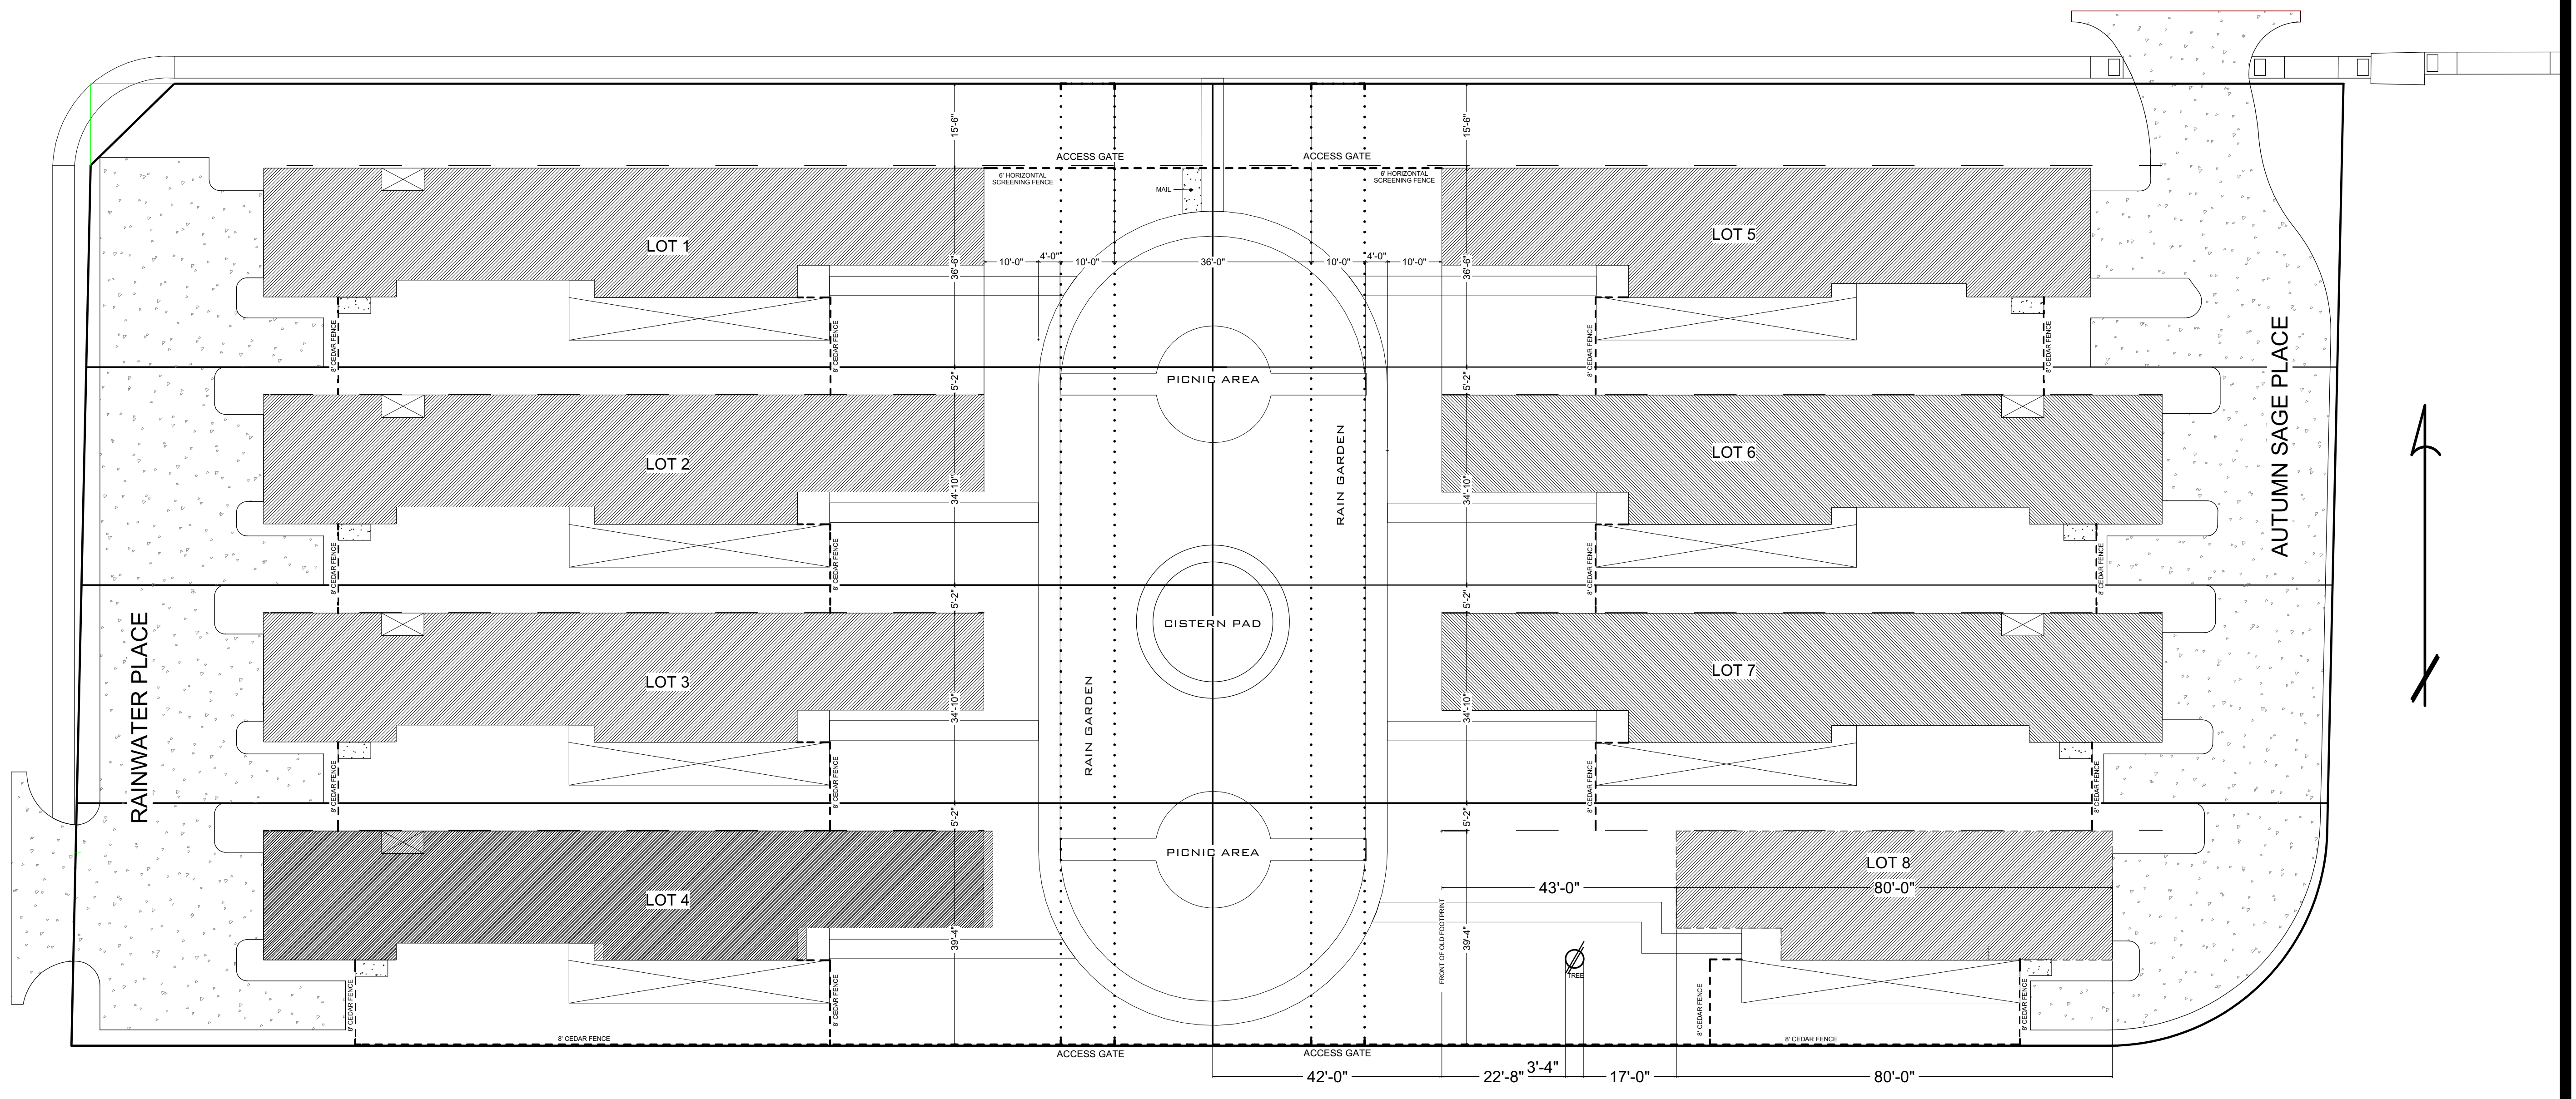 15'-6"
15'-6"
ACCESS GATE
ACCESS GATE
6' HORIZONTAL
SCREENING FENCE
6' HORIZONTAL
SCREENING FENCE
MAIL
LOT 1
LOT 5
36'-6"
10'-0"
4'-0"
10'-0"
36'-0"
10'-0"
4'-0"
10'-0"
36'-6"
8' CEDAR FENCE
8' CEDAR FENCE
8' CEDAR FENCE
8' CEDAR FENCE
AUTUMN SAGE PLACE
5'-2"
PICNIC AREA
5'-2"
LOT 2
RAIN GARDEN
LOT 6
34'-10"
34'-10"
8' CEDAR FENCE
8' CEDAR FENCE
8' CEDAR FENCE
8' CEDAR FENCE
5'-2"
5'-2"
CISTERN PAD
RAINWATER PLACE
LOT 3
LOT 7
34'-10"
RAIN GARDEN
34'-10"
8' CEDAR FENCE
8' CEDAR FENCE
8' CEDAR FENCE
8' CEDAR FENCE
5'-2"
5'-2"
PICNIC AREA
LOT 8
43'-0"
80'-0"
LOT 4
39'-4"
FRONT OF OLD FOOTPRINT
39'-4"
TREE
8' CEDAR FENCE
8' CEDAR FENCE
8' CEDAR FENCE
8' CEDAR FENCE
8' CEDAR FENCE
8' CEDAR FENCE
ACCESS GATE
ACCESS GATE
42'-0"
22'-8"
3'-4"
17'-0"
80'-0"